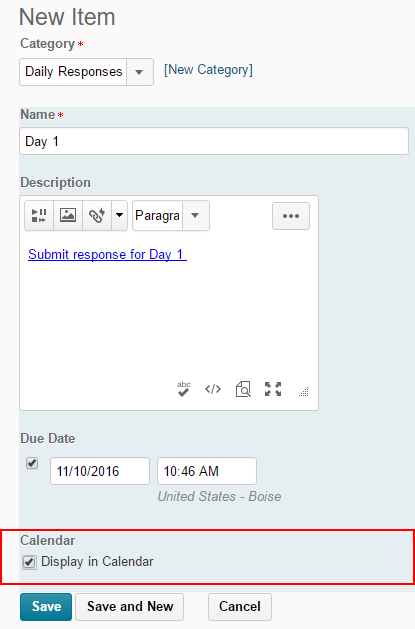 New Item
Category *
Daily Responses [New Category]
Name *
Day 1
Description
Paragra
Submit response for Day 1
abc </>
Due Date
11/10/2016 10:46 AM
United States - Boise
Calendar
Display in Calendar
Save Save and New Cancel